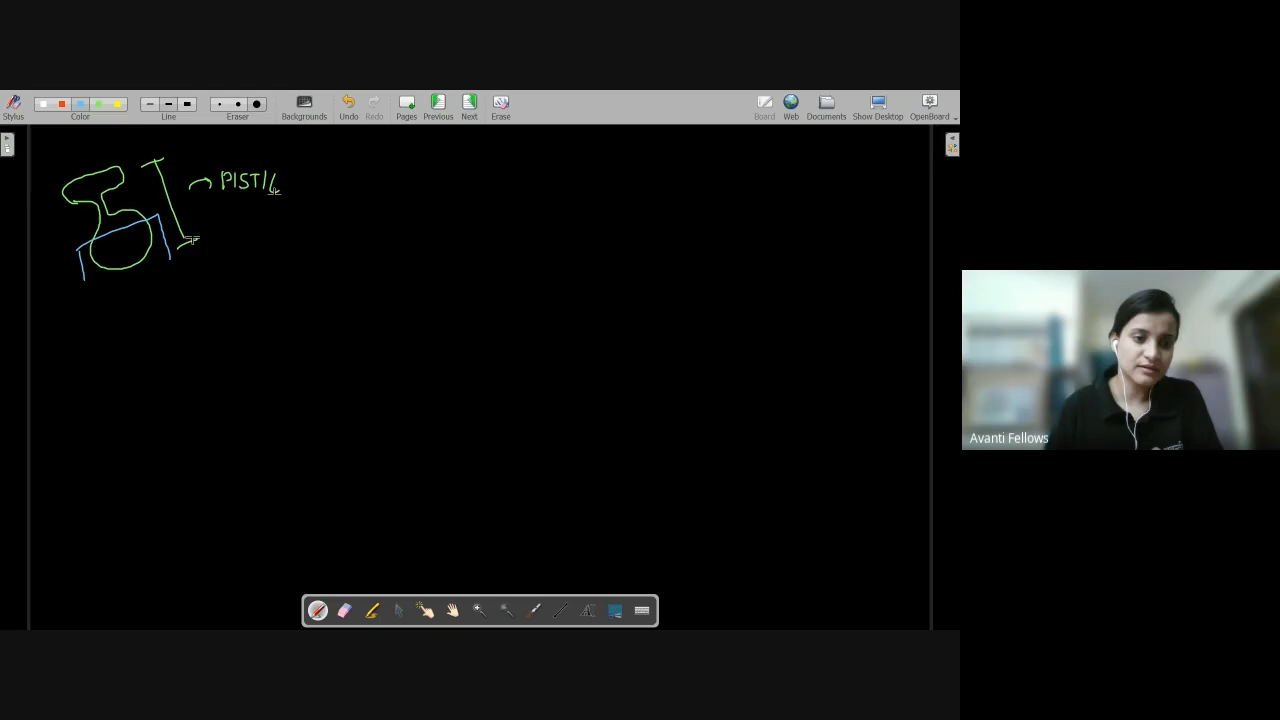 Stylus
Color
Line
Eraser
Backgrounds
Undo
Redo
Pages
Previous
Next
Erase
Board
Web
Documents
Show Desktop
OpenBoard
PISTIL
Avanti Fellows